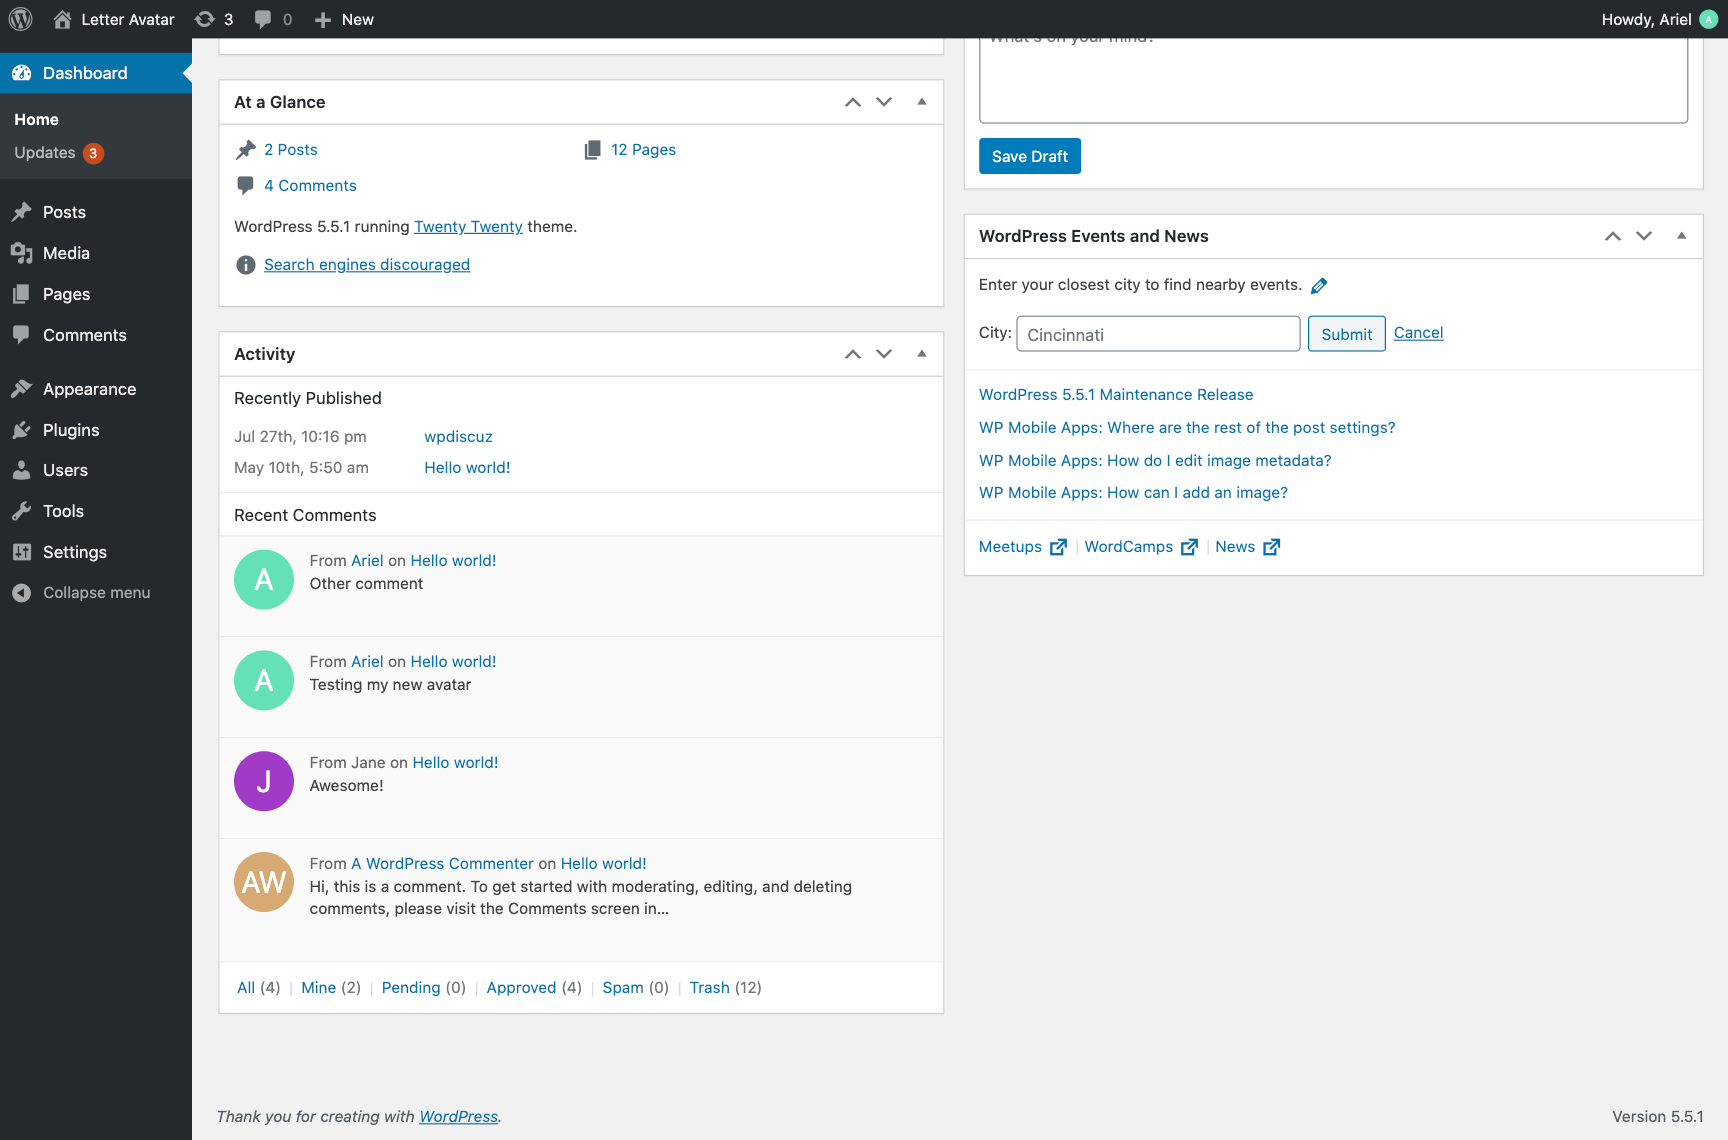 Letter Avatar 3 0 New Howdy, Ariel A
Dashboard
Home
Updates 3
Posts
Media
Pages
Comments
Appearance
Plugins
Users
Tools
Settings
Collapse menu
At a Glance
2 Posts 12 Pages
4 Comments
WordPress 5.5.1 running Twenty Twenty theme.
Search engines discouraged
Activity
Recently Published
Jul 27th, 10:16 pm wpdiscuz
May 10th, 5:50 am Hello world!
Recent Comments
A
From Ariel on Hello world!
Other comment
A
From Ariel on Hello world!
Testing my new avatar
J
From Jane on Hello world!
Awesome!
AW
From A WordPress Commenter on Hello world!
Hi, this is a comment. To get started with moderating, editing, and deleting
comments, please visit the Comments screen in...
All (4) | Mine (2) | Pending (0) | Approved (4) | Spam (0) | Trash (12)
What's on your mind?
Save Draft
WordPress Events and News
Enter your closest city to find nearby events.
City: Cincinnati Submit Cancel
WordPress 5.5.1 Maintenance Release
WP Mobile Apps: Where are the rest of the post settings?
WP Mobile Apps: How do I edit image metadata?
WP Mobile Apps: How can I add an image?
Meetups | WordCamps | News
Thank you for creating with WordPress.
Version 5.5.1